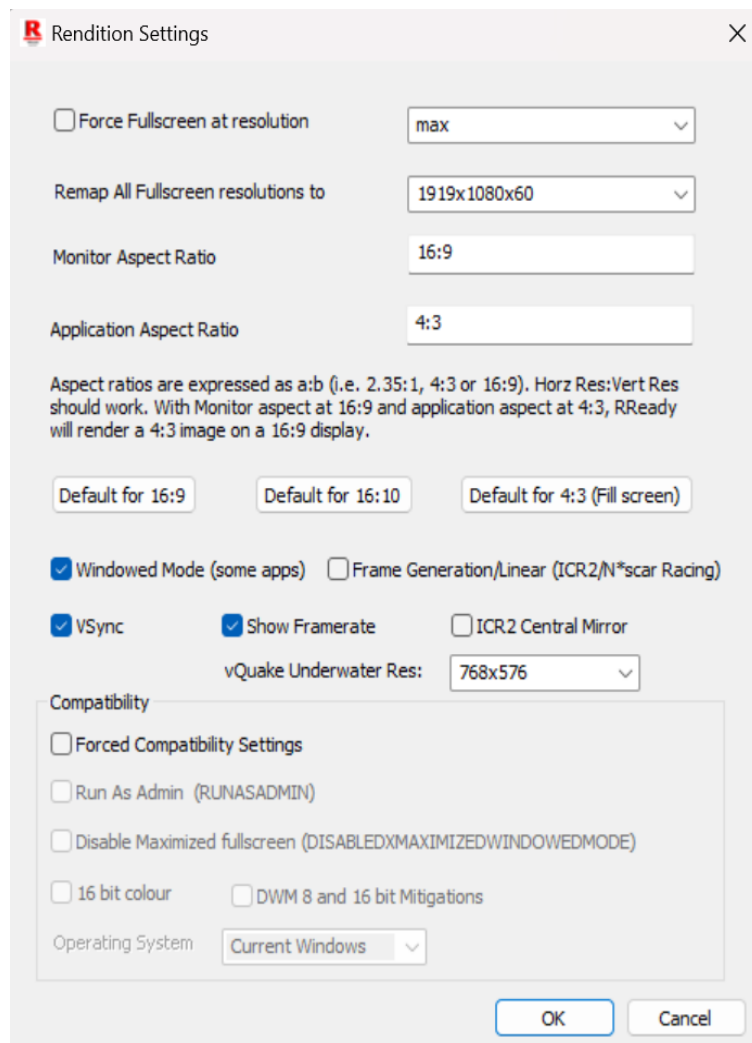 Rendition Settings
Force Fullscreen at resolution
max
Remap All Fullscreen resolutions to
1919x1080x60
Monitor Aspect Ratio
16:9
Application Aspect Ratio
4:3
Aspect ratios are expressed as a:b (i.e. 2.35:1, 4:3 or 16:9). Horz Res:Vert Res
should work. With Monitor aspect at 16:9 and application aspect at 4:3, RReady
will render a 4:3 image on a 16:9 display.
Default for 16:9
Default for 16:10
Default for 4:3 (Fill screen)
Windowed Mode (some apps)
Frame Generation/Linear (ICR2/N*scar Racing)
VSync
Show Framerate
ICR2 Central Mirror
vQuake Underwater Res:
768x576
Compatibility
Forced Compatibility Settings
Run As Admin (RUNASADMIN)
Disable Maximized fullscreen (DISABLEDXMAXIMIZEDWINDOWEDMODE)
16 bit colour
DWM 8 and 16 bit Mitigations
Operating System
Current Windows
OK
Cancel